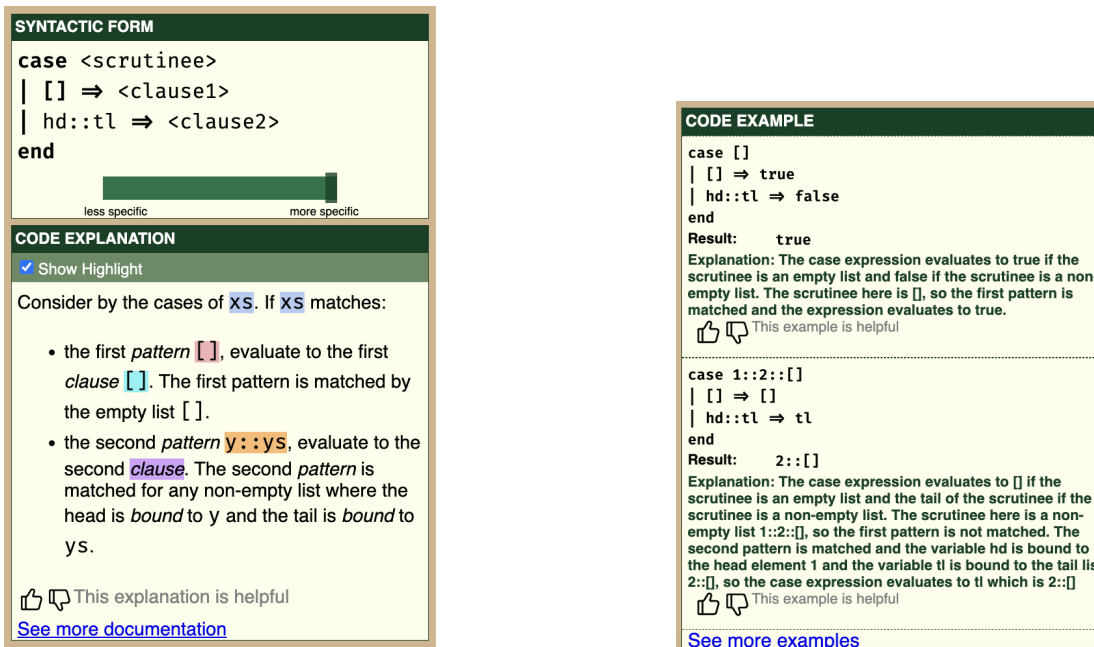 SYNTACTIC FORM
case <scrutinee>
| [] ⇒ <clause1>
| hd::tl ⇒ <clause2>
end
less specific more specific
CODE EXPLANATION
Show Highlight
Consider by the cases of xs. If xs matches:
• the first pattern [], evaluate to the first
clause []. The first pattern is matched by
the empty list [].
• the second pattern y::ys, evaluate to the
second clause. The second pattern is
matched for any non-empty list where the
head is bound to y and the tail is bound to
ys.
This explanation is helpful
See more documentation
CODE EXAMPLE
case []
| [] ⇒ true
| hd::tl ⇒ false
end
Result: true
Explanation: The case expression evaluates to true if the
scrutinee is an empty list and false if the scrutinee is a non-
empty list. The scrutinee here is [], so the first pattern is
matched and the expression evaluates to true.
This example is helpful
case 1::2::[]
| [] ⇒ []
| hd::tl ⇒ tl
end
Result: 2::[]
Explanation: The case expression evaluates to [] if the
scrutinee is an empty list and the tail of the scrutinee if the
scrutinee is a non-empty list. The scrutinee here is a non-
empty list 1::2::[], so the first pattern is not matched. The
second pattern is matched and the variable hd is bound to
the head element 1 and the variable tl is bound to the tail
2::[], so the case expression evaluates to tl which is 2::[]
This example is helpful
See more examples